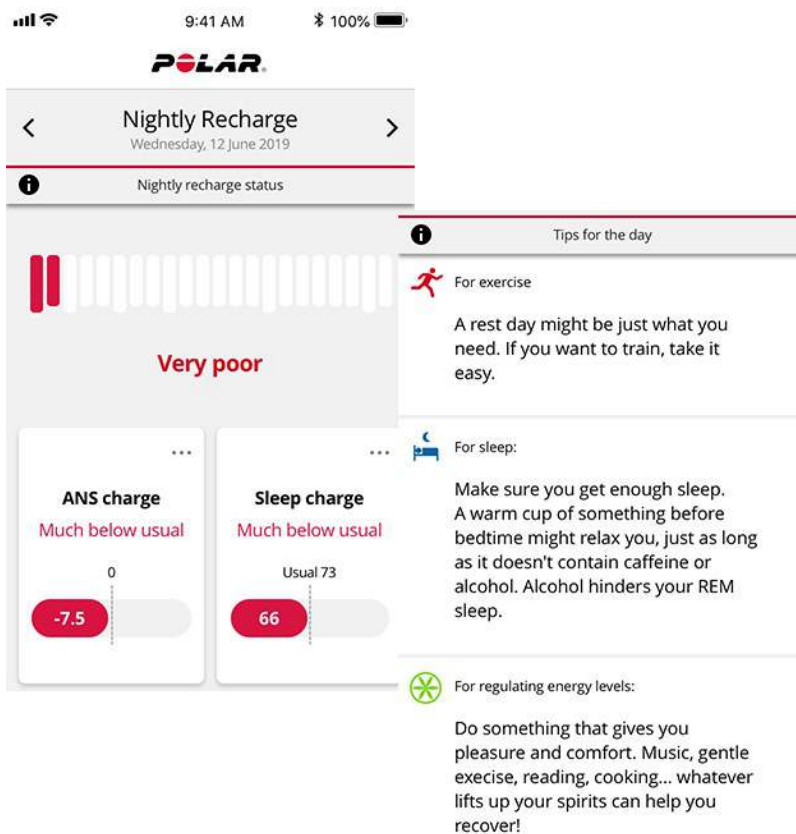 9:41 AM
100%
POLAR
Nightly Recharge
Wednesday, 12 June 2019
Nightly recharge status
Very poor
ANS charge
Much below usual
0
-7.5
Sleep charge
Much below usual
Usual 73
66
Tips for the day
For exercise
A rest day might be just what you
need. If you want to train, take it
easy.
For sleep:
Make sure you get enough sleep.
A warm cup of something before
bedtime might relax you, just as long
as it doesn't contain caffeine or
alcohol. Alcohol hinders your REM
sleep.
For regulating energy levels:
Do something that gives you
pleasure and comfort. Music, gentle
execise, reading, cooking... whatever
lifts up your spirits can help you
recover!